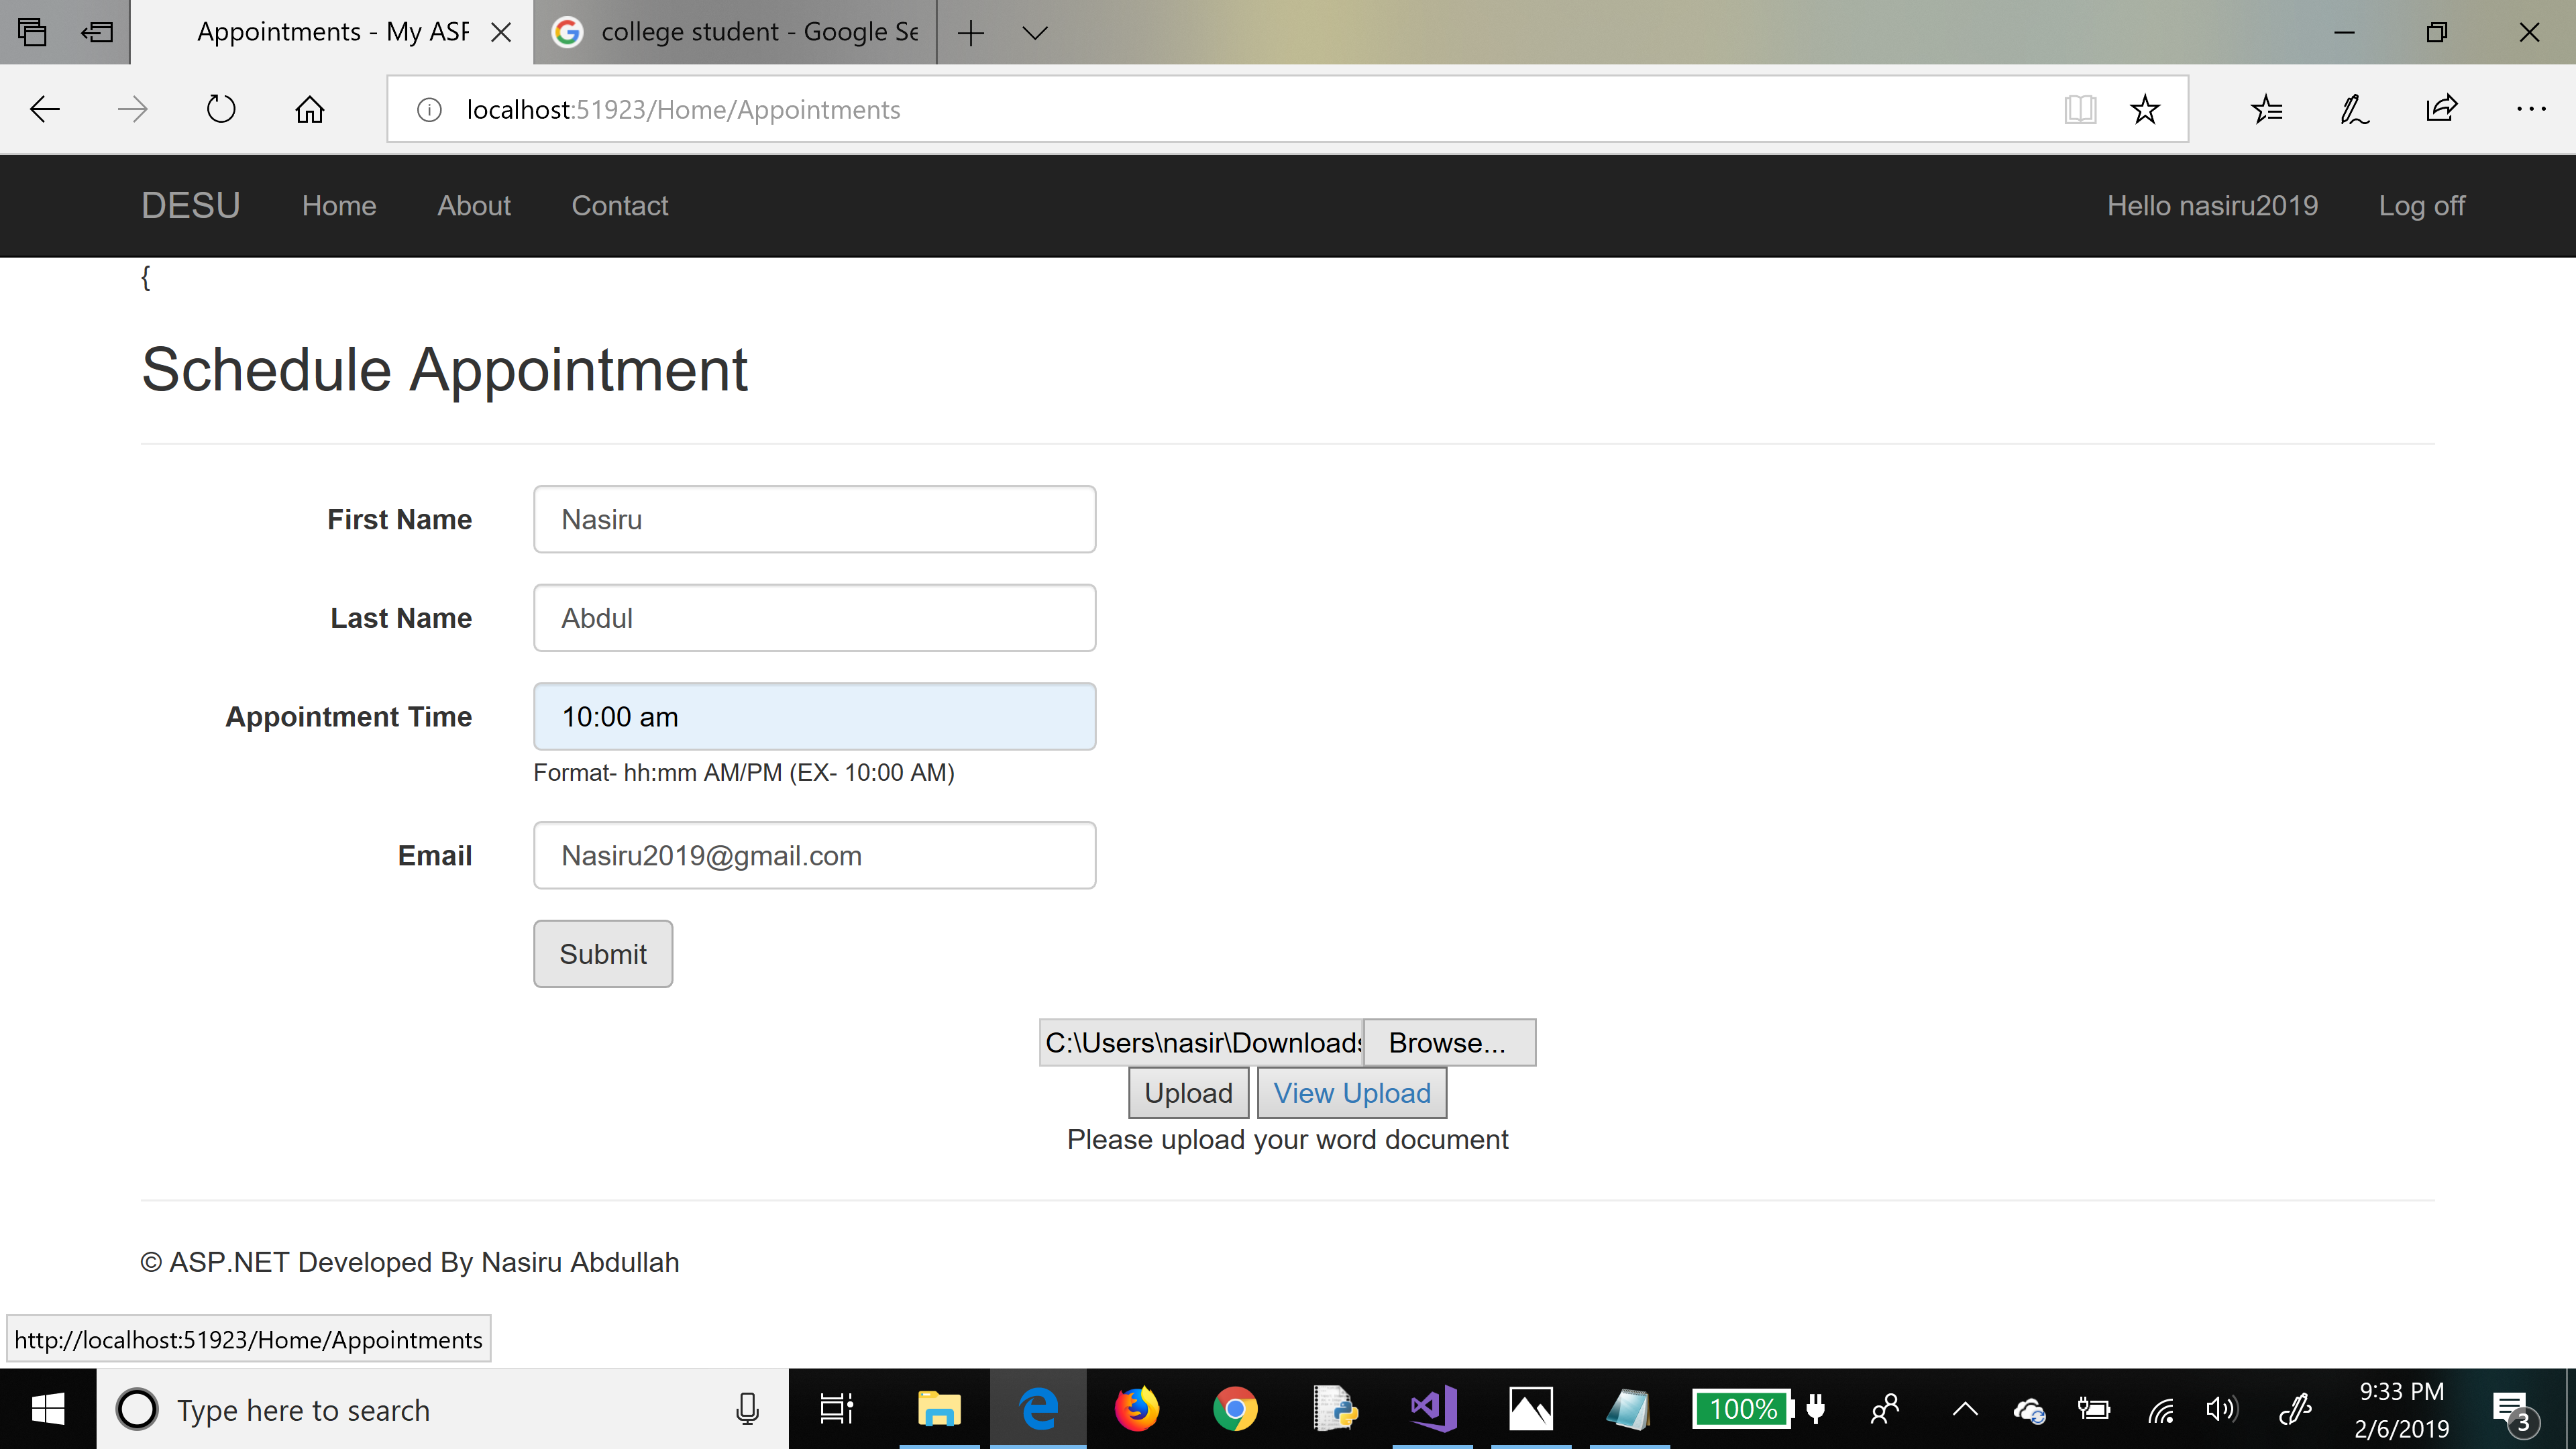 Appointments - My ASF
college student - Google Se
localhost:51923/Home/Appointments
DESU Home About Contact Hello nasiru2019 Log off
{
Schedule Appointment
First Name Nasiru
Last Name Abdul
Appointment Time 10:00 am
Format- hh:mm AM/PM (EX- 10:00 AM)
Email Nasiru2019@gmail.com
Submit
C:\Users\nasir\Downloads Browse...
Upload View Upload
Please upload your word document
© ASP.NET Developed By Nasiru Abdullah
http://localhost:51923/Home/Appointments
Type here to search
100%
9:33 PM
2/6/2019
3